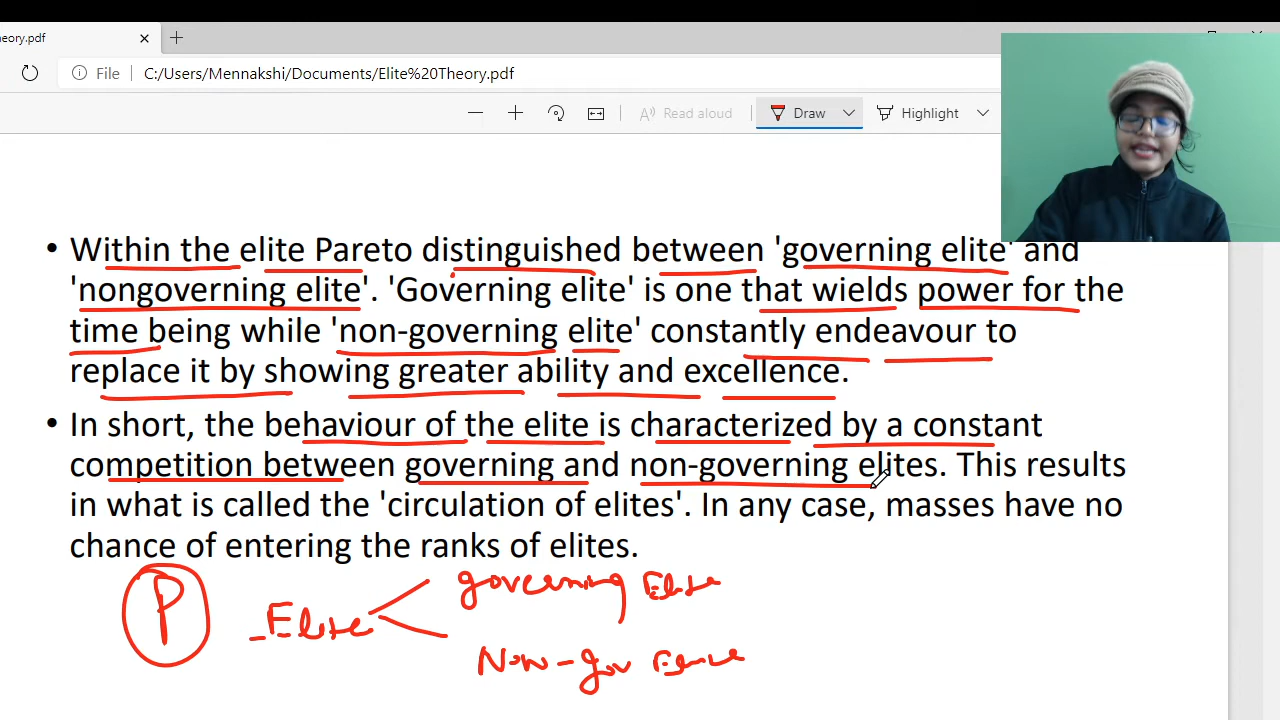 eory.pdf
File C:/Users/Mennakshi/Documents/Elite%20Theory.pdf
Read aloud Draw Highlight
• Within the elite Pareto distinguished between 'governing elite' and
'nongoverning elite'. 'Governing elite' is one that wields power for the
time being while 'non-governing elite' constantly endeavour to
replace it by showing greater ability and excellence.
• In short, the behaviour of the elite is characterized by a constant
competition between governing and non-governing elites. This results
in what is called the 'circulation of elites'. In any case, masses have no
chance of entering the ranks of elites.
governing Elite
P Elite
Non-gov Elite